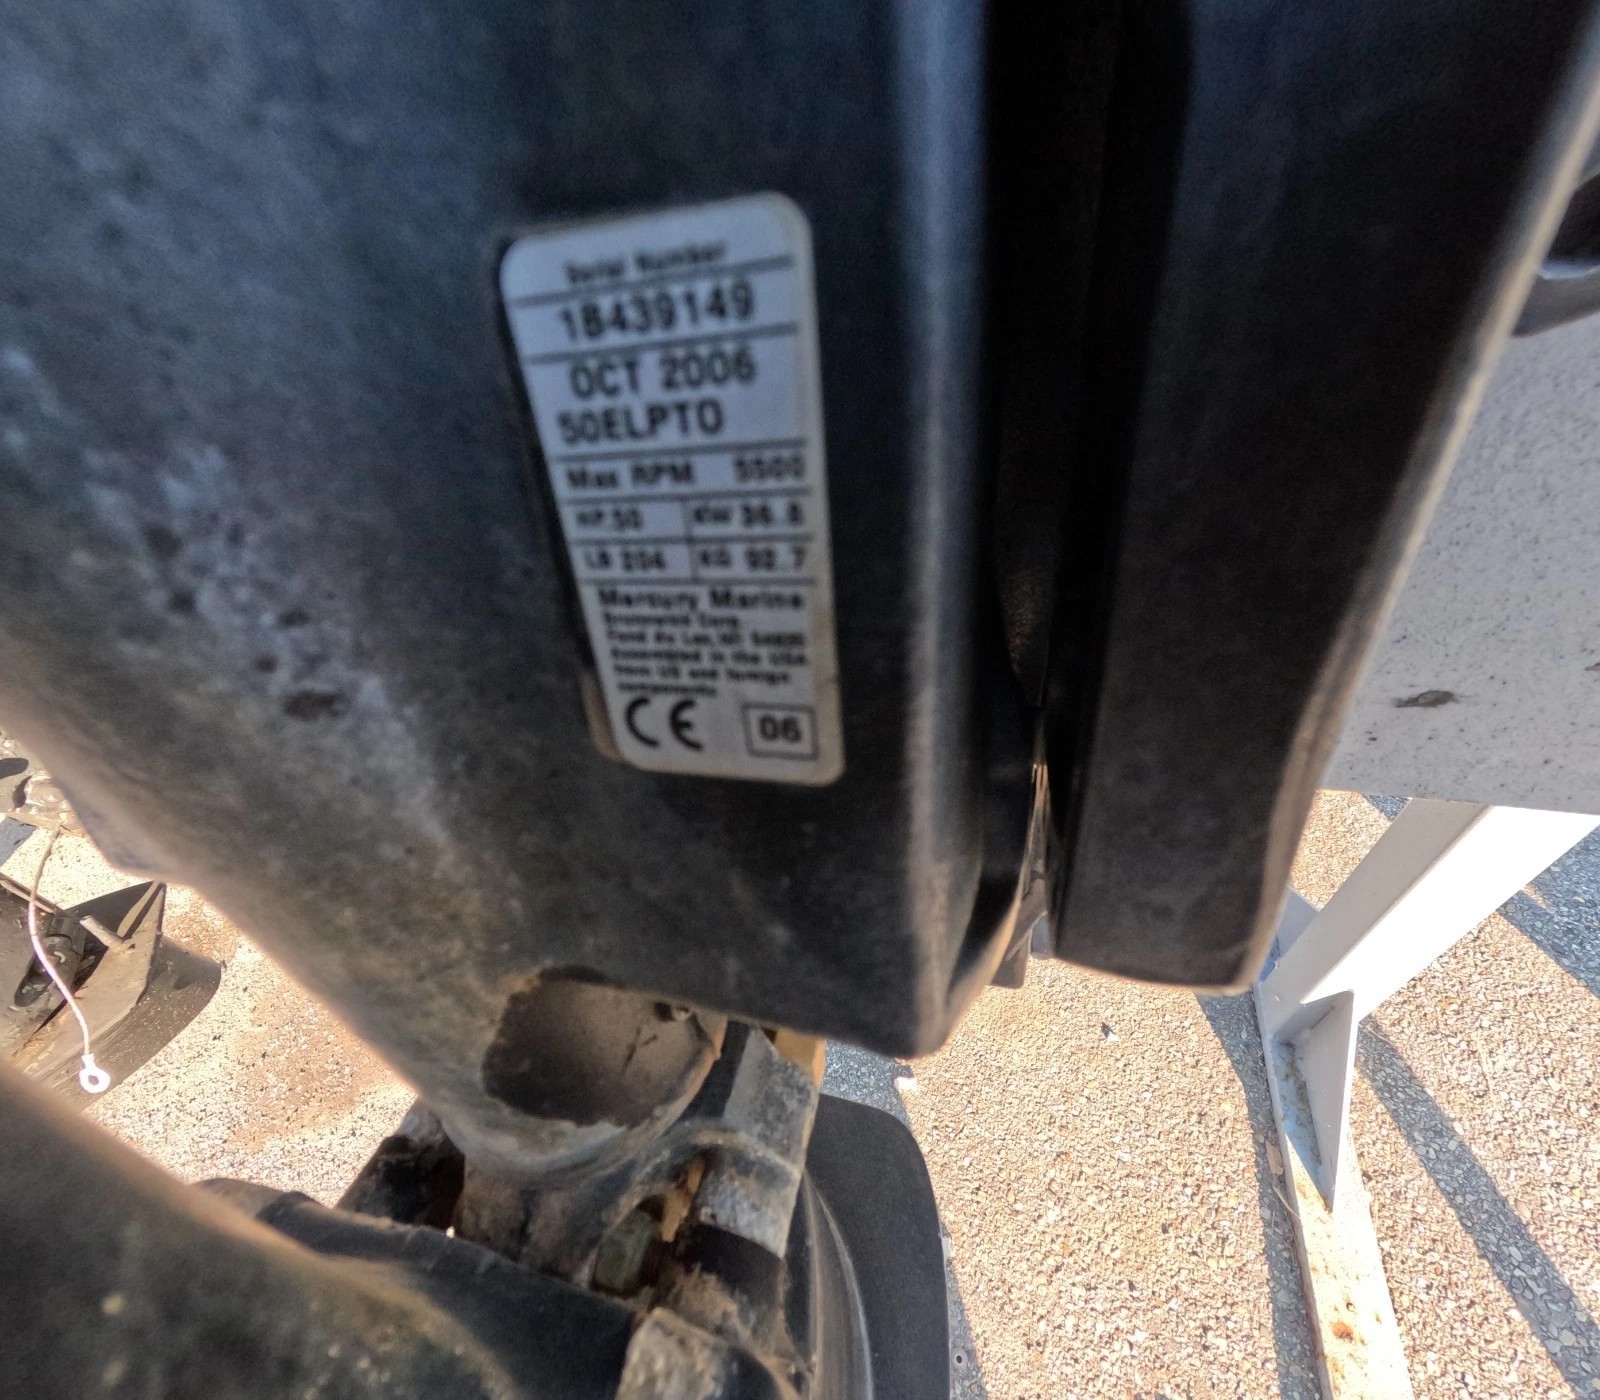 Serial Number
1B439149
OCT 2006
50ELPTO
Max RPM 5500
HP 50 KW 36.8
LB 204 KG 92.7
Mercury Marine
Brunswick Corp.
Fond du Lac, WI 54935
Assembled in the USA
from US and foreign
components
CE 06